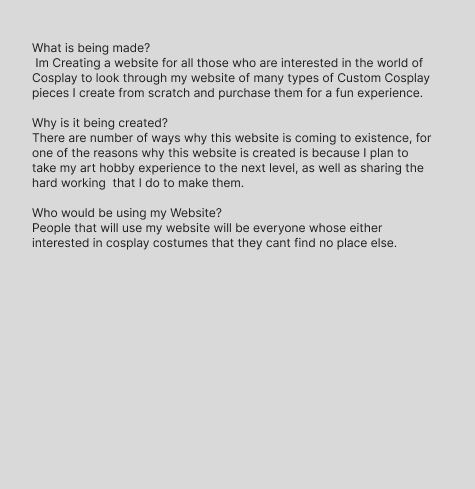 What is being made?
Im Creating a website for all those who are interested in the world of
Cosplay to look through my website of many types of Custom Cosplay
pieces I create from scratch and purchase them for a fun experience.
Why is it being created?
There are number of ways why this website is coming to existence, for
one of the reasons why this website is created is because I plan to
take my art hobby experience to the next level, as well as sharing the
hard working  that I do to make them.
Who would be using my Website?
People that will use my website will be everyone whose either
interested in cosplay costumes that they cant find no place else.